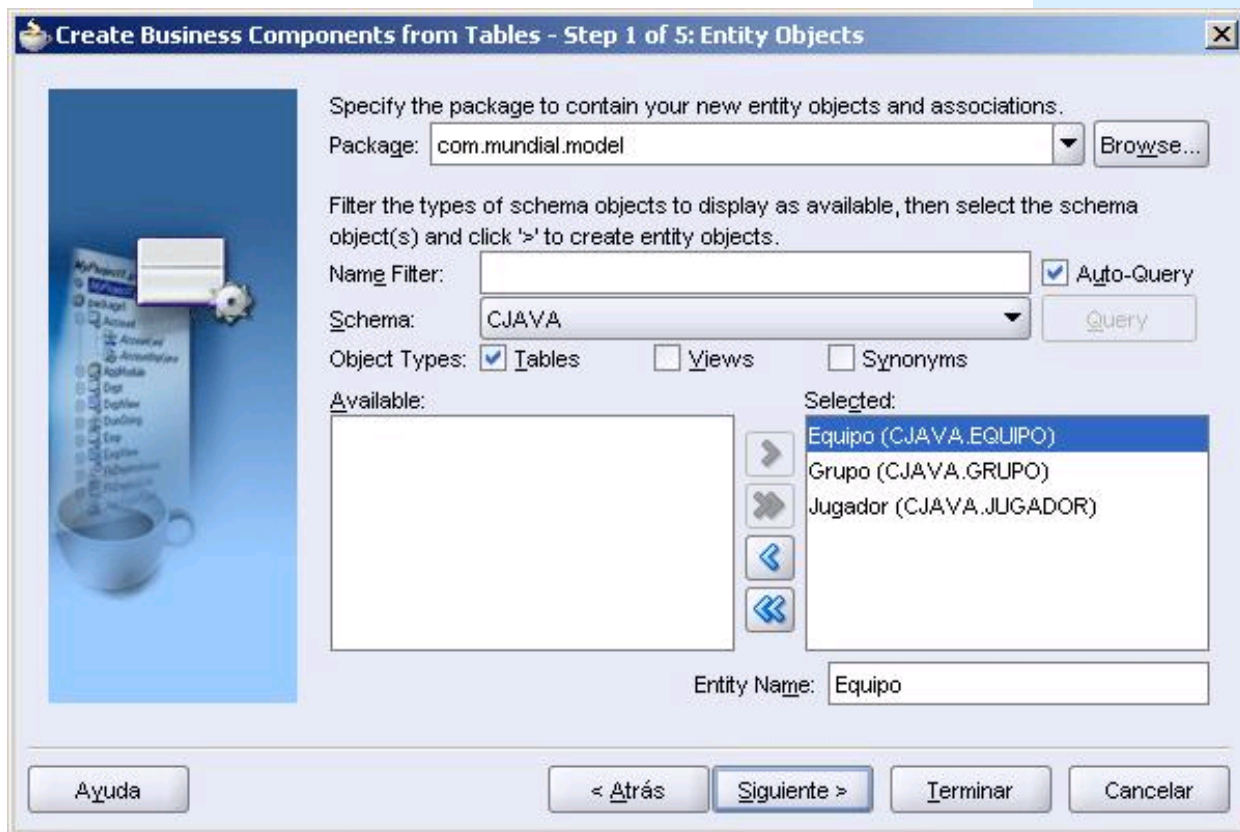 Create Business Components from Tables - Step 1 of 5: Entity Objects
Specify the package to contain your new entity objects and associations.
Package: com.mundial.model Browse...
Filter the types of schema objects to display as available, then select the schema
object(s) and click '>' to create entity objects.
Name Filter: Auto-Query
Schema: CJAVA Query
Object Types: Tables Views Synonyms
Available: Selected:
Equipo (CJAVA.EQUIPO)
Grupo (CJAVA.GRUPO)
Jugador (CJAVA.JUGADOR)
Entity Name: Equipo
Ayuda < Atrás Siguiente > Terminar Cancelar